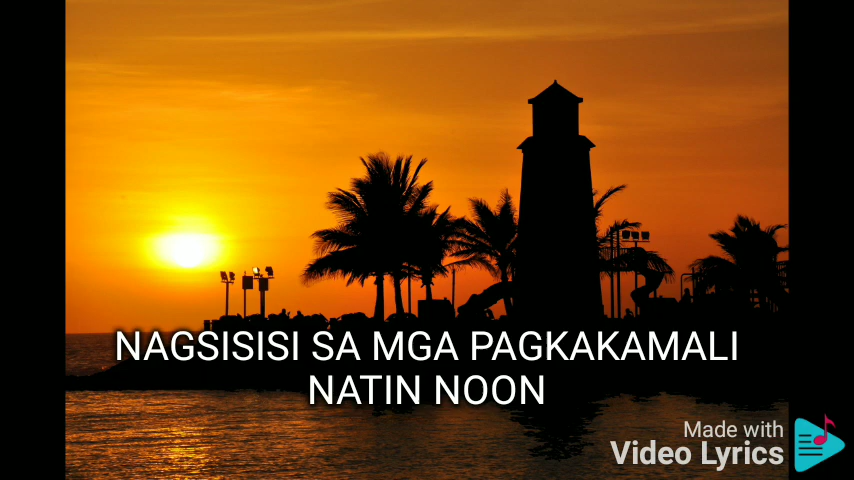 NAGSISISI SA MGA PAGKAKAMALI
NATIN NOON
Made with
Video Lyrics